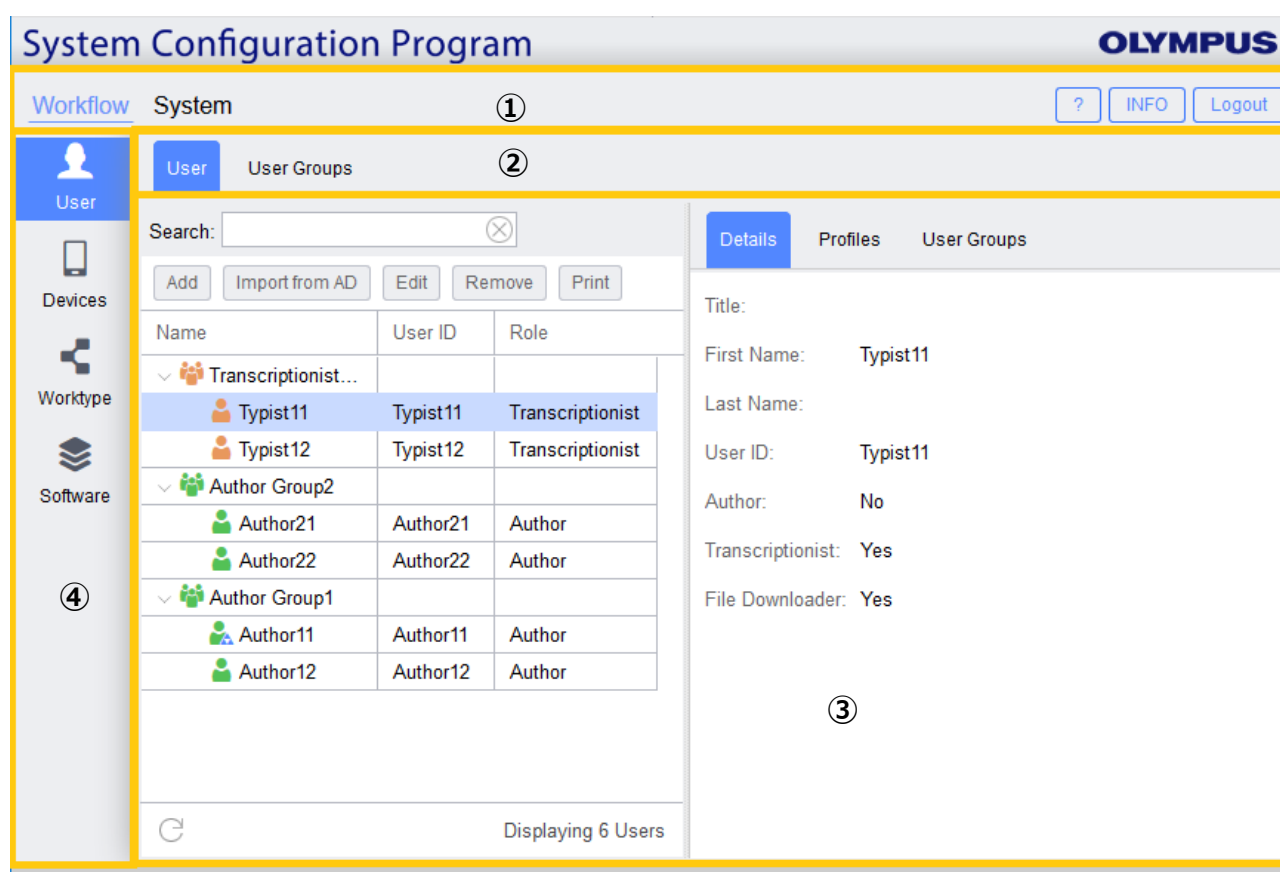 System Configuration Program OLYMPUS
Workflow System ① ? INFO Logout
User
User User Groups ②
Devices
Worktype
Software
④
Search:
Add Import from AD Edit Remove Print
Name User ID Role
Transcriptionist...
Typist11 Typist11 Transcriptionist
Typist12 Typist12 Transcriptionist
Author Group2
Author21 Author21 Author
Author22 Author22 Author
Author Group1
Author11 Author11 Author
Author12 Author12 Author
Displaying 6 Users
Details Profiles User Groups
Title:
First Name: Typist11
Last Name:
User ID: Typist11
Author: No
Transcriptionist: Yes
File Downloader: Yes
③